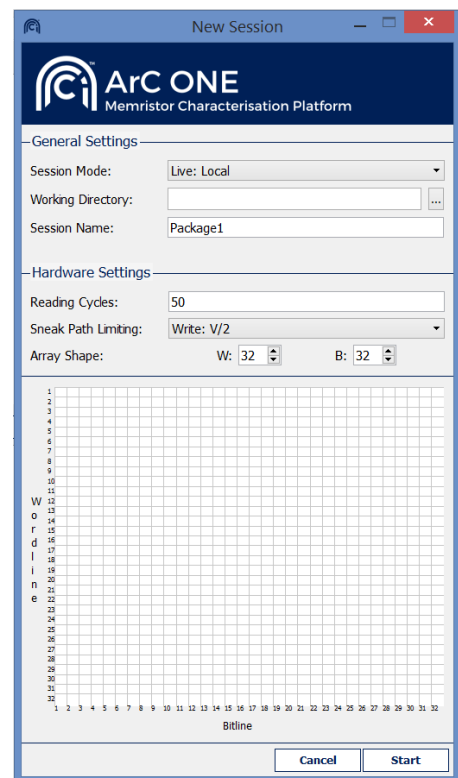 New Session
ArC ONE
Memristor Characterisation Platform
General Settings
Session Mode: Live: Local
Working Directory: ...
Session Name: Package1
Hardware Settings
Reading Cycles: 50
Sneak Path Limiting: Write: V/2
Array Shape: W: 32 B: 32
1
2
3
4
5
6
7
8
9
10
11
12
13
14
15
16
17
18
19
20
21
22
23
24
25
26
27
28
29
30
31
32
Wordline
1 2 3 4 5 6 7 8 9 10 11 12 13 14 15 16 17 18 19 20 21 22 23 24 25 26 27 28 29 30 31 32
Bitline
Cancel Start